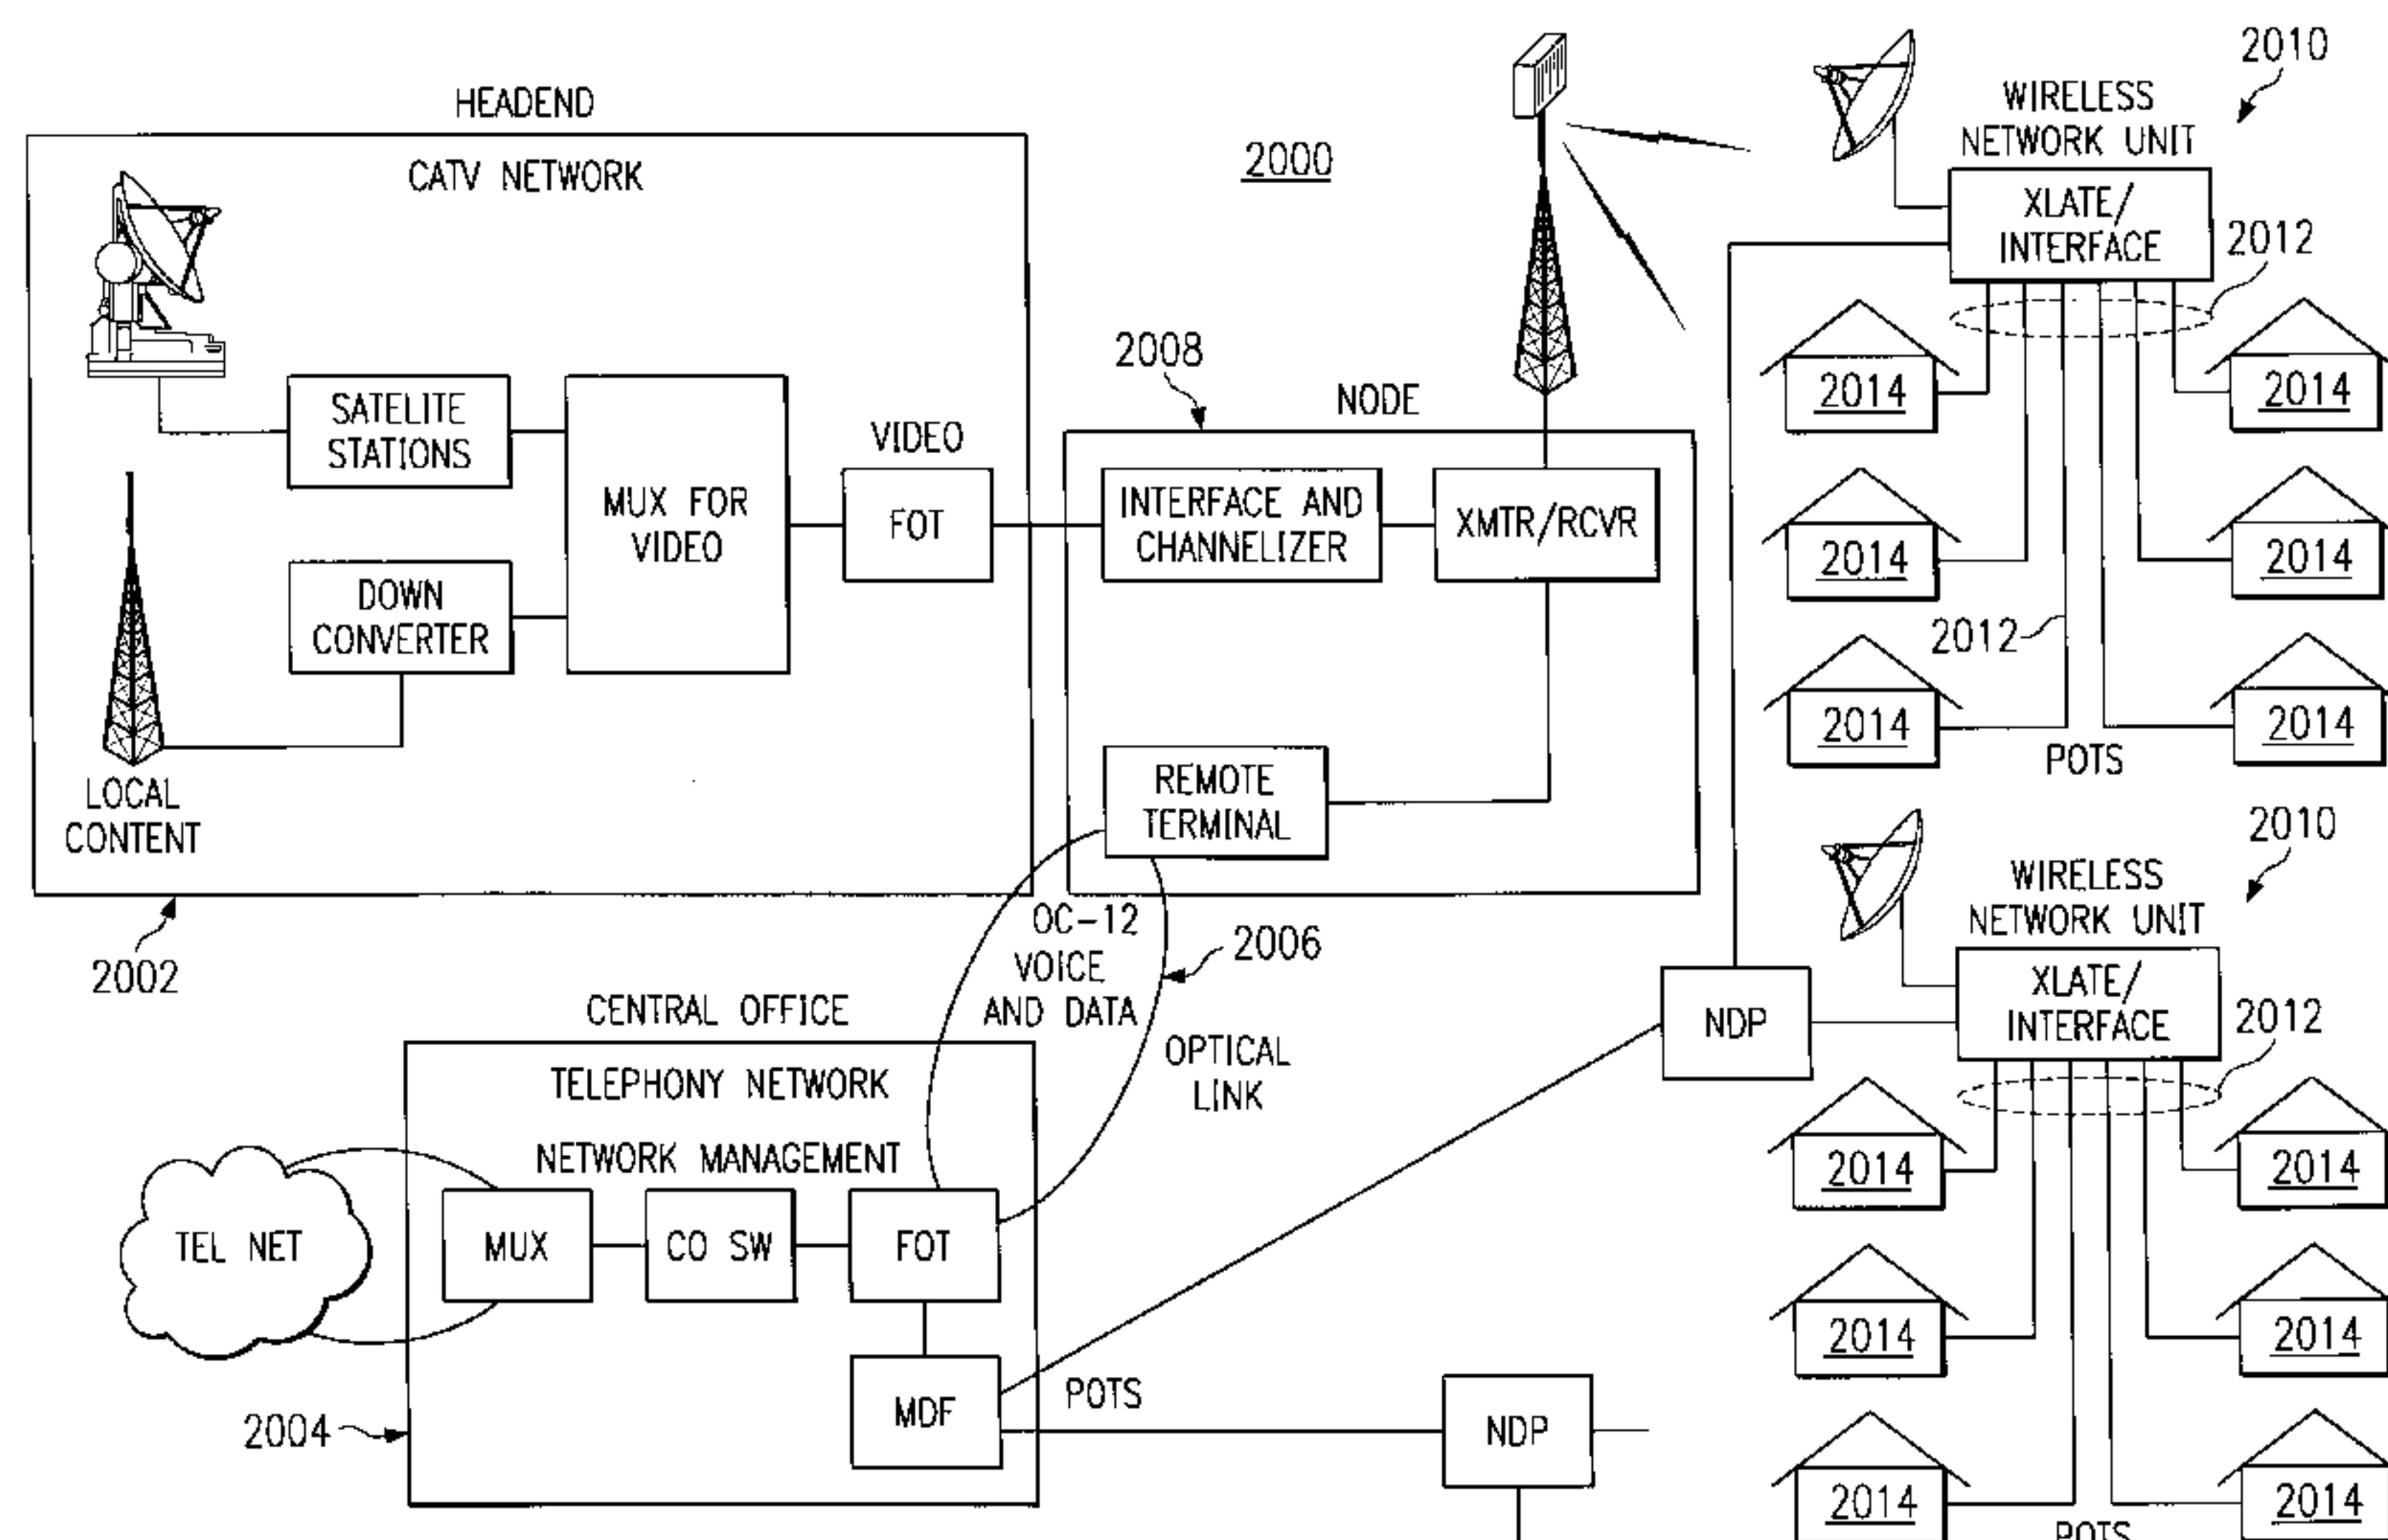 HEADEND
CATV NETWORK
SATELITE
STATIONS
DOWN
CONVERTER
MUX FOR
VIDEO
VIDEO
FOT
LOCAL
CONTENT
2002
2000
2008
NODE
INTERFACE AND
CHANNELIZER
XMTR/RCVR
REMOTE
TERMINAL
OC-12
VOICE
AND DATA
2006
OPTICAL
LINK
CENTRAL OFFICE
TELEPHONY NETWORK
NETWORK MANAGEMENT
TEL NET
MUX
CO SW
FOT
MDF
2004
POTS
NDP
NDP
2010
WIRELESS
NETWORK UNIT
XLATE/
INTERFACE
2012
2014
2014
2014
2014
2012
2014
2014
POTS
2010
WIRELESS
NETWORK UNIT
XLATE/
INTERFACE
2012
2014
2014
2014
2014
2014
2014
POTS